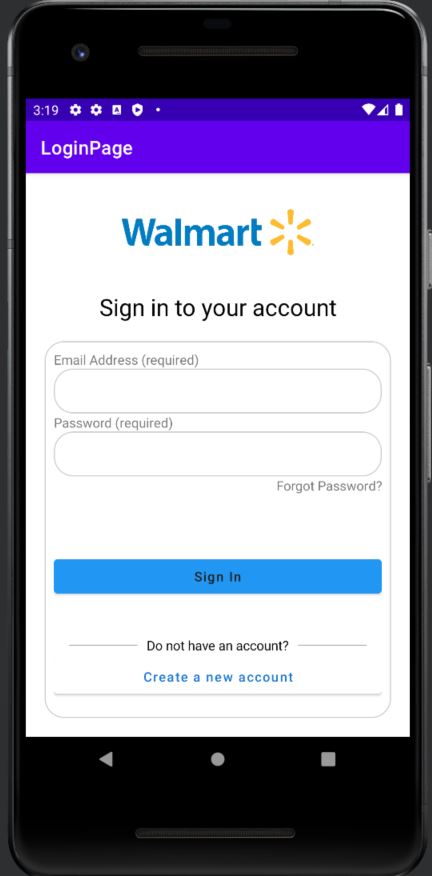 3:19
LoginPage
Walmart
Sign in to your account
Email Address (required)
Password (required)
Forgot Password?
Sign In
Do not have an account?
Create a new account